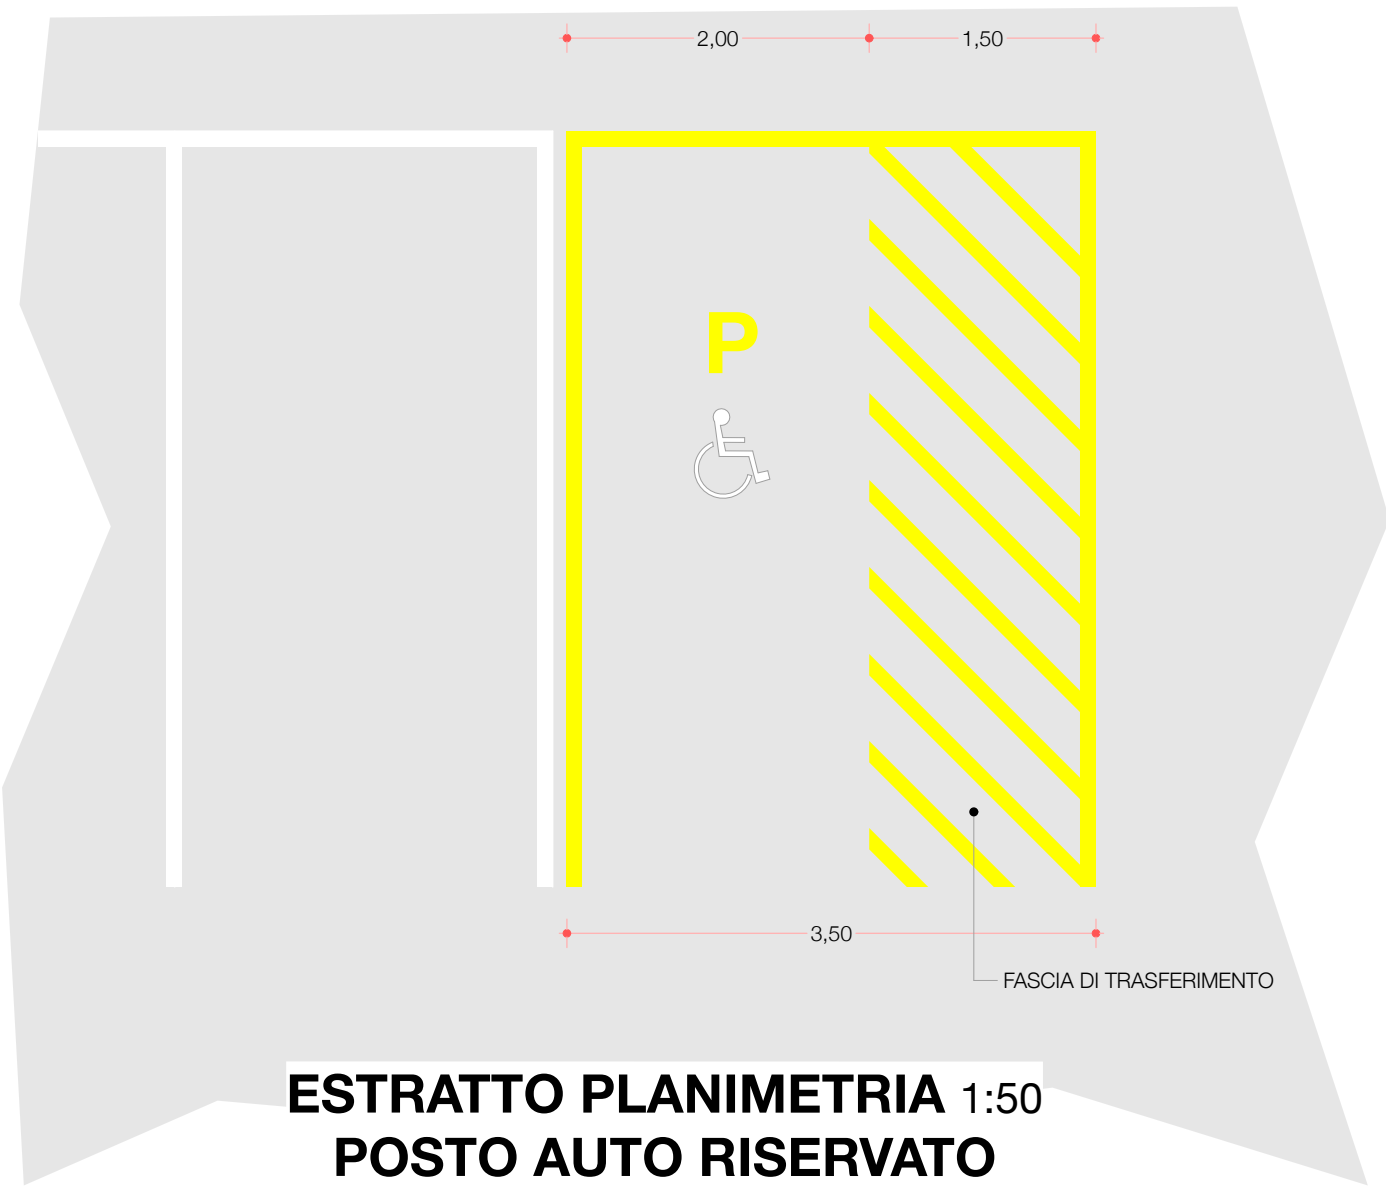 2,00 1,50
P
3,50
FASCIA DI TRASFERIMENTO
ESTRATTO PLANIMETRIA 1:50
POSTO AUTO RISERVATO